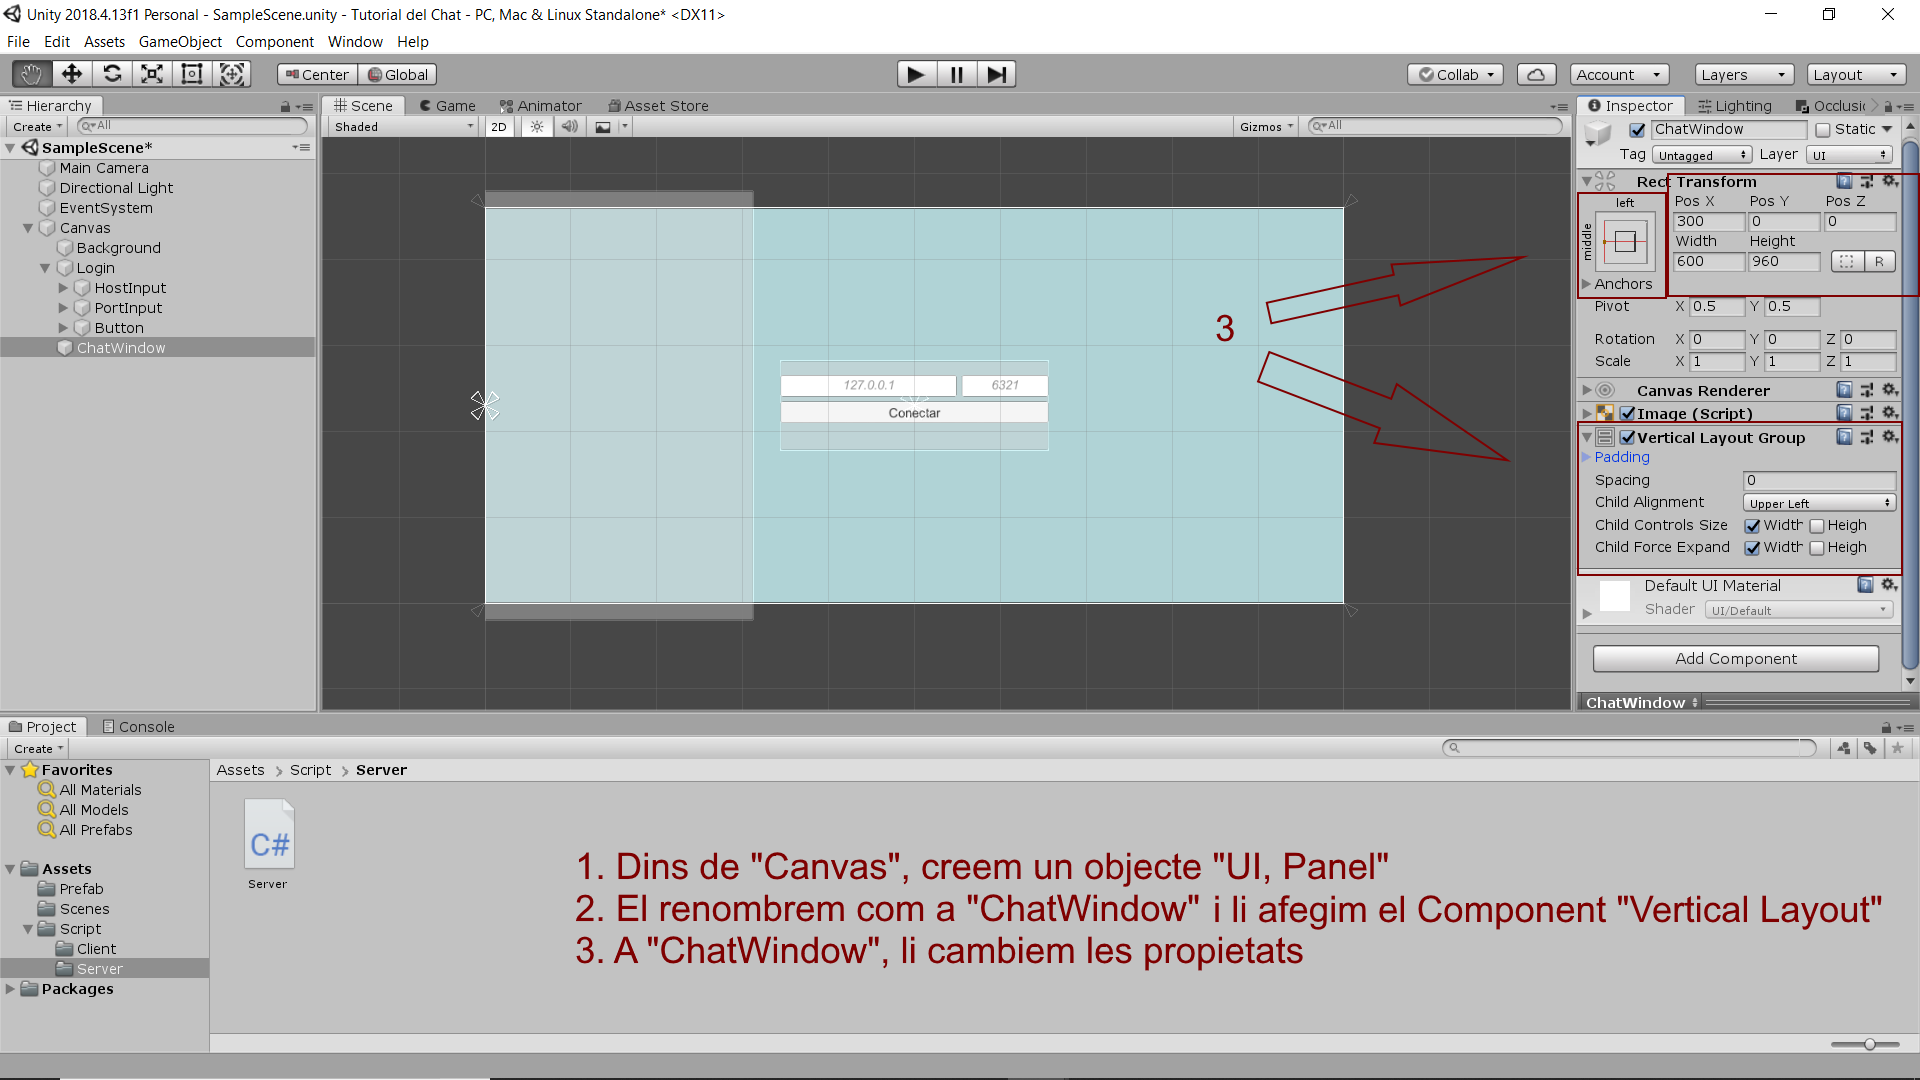 Unity 2018.4.13f1 Personal - SampleScene.unity - Tutorial del Chat - PC, Mac & Linux Standalone* <DX11>
File Edit Assets GameObject Component Window Help
Center Global
Collab Account Layers Layout
Hierarchy
Create All
SampleScene*
Main Camera
Directional Light
EventSystem
Canvas
Background
Login
HostInput
PortInput
Button
ChatWindow
Scene Game Animator Asset Store
Shaded 2D Gizmos All
127.0.0.1 6321
Conectar
3
Inspector Lighting Occlusic
ChatWindow Static
Tag Untagged Layer UI
Rect Transform
left
middle
Pos X Pos Y Pos Z
300 0 0
Width Height
600 960 R
Anchors
Pivot X 0.5 Y 0.5
Rotation X 0 Y 0 Z 0
Scale X 1 Y 1 Z 1
Canvas Renderer
Image (Script)
Vertical Layout Group
Padding
Spacing 0
Child Alignment Upper Left
Child Controls Size Width Heigh
Child Force Expand Width Heigh
Default UI Material
Shader UI/Default
Add Component
ChatWindow
Project Console
Create
Favorites
All Materials
All Models
All Prefabs
Assets
Prefab
Scenes
Script
Client
Server
Packages
Assets Script Server
C#
Server
1. Dins de "Canvas", creem un objecte "UI, Panel"
2. El renombrem com a "ChatWindow" i li afegim el Component "Vertical Layout"
3. A "ChatWindow", li cambiem les propietats